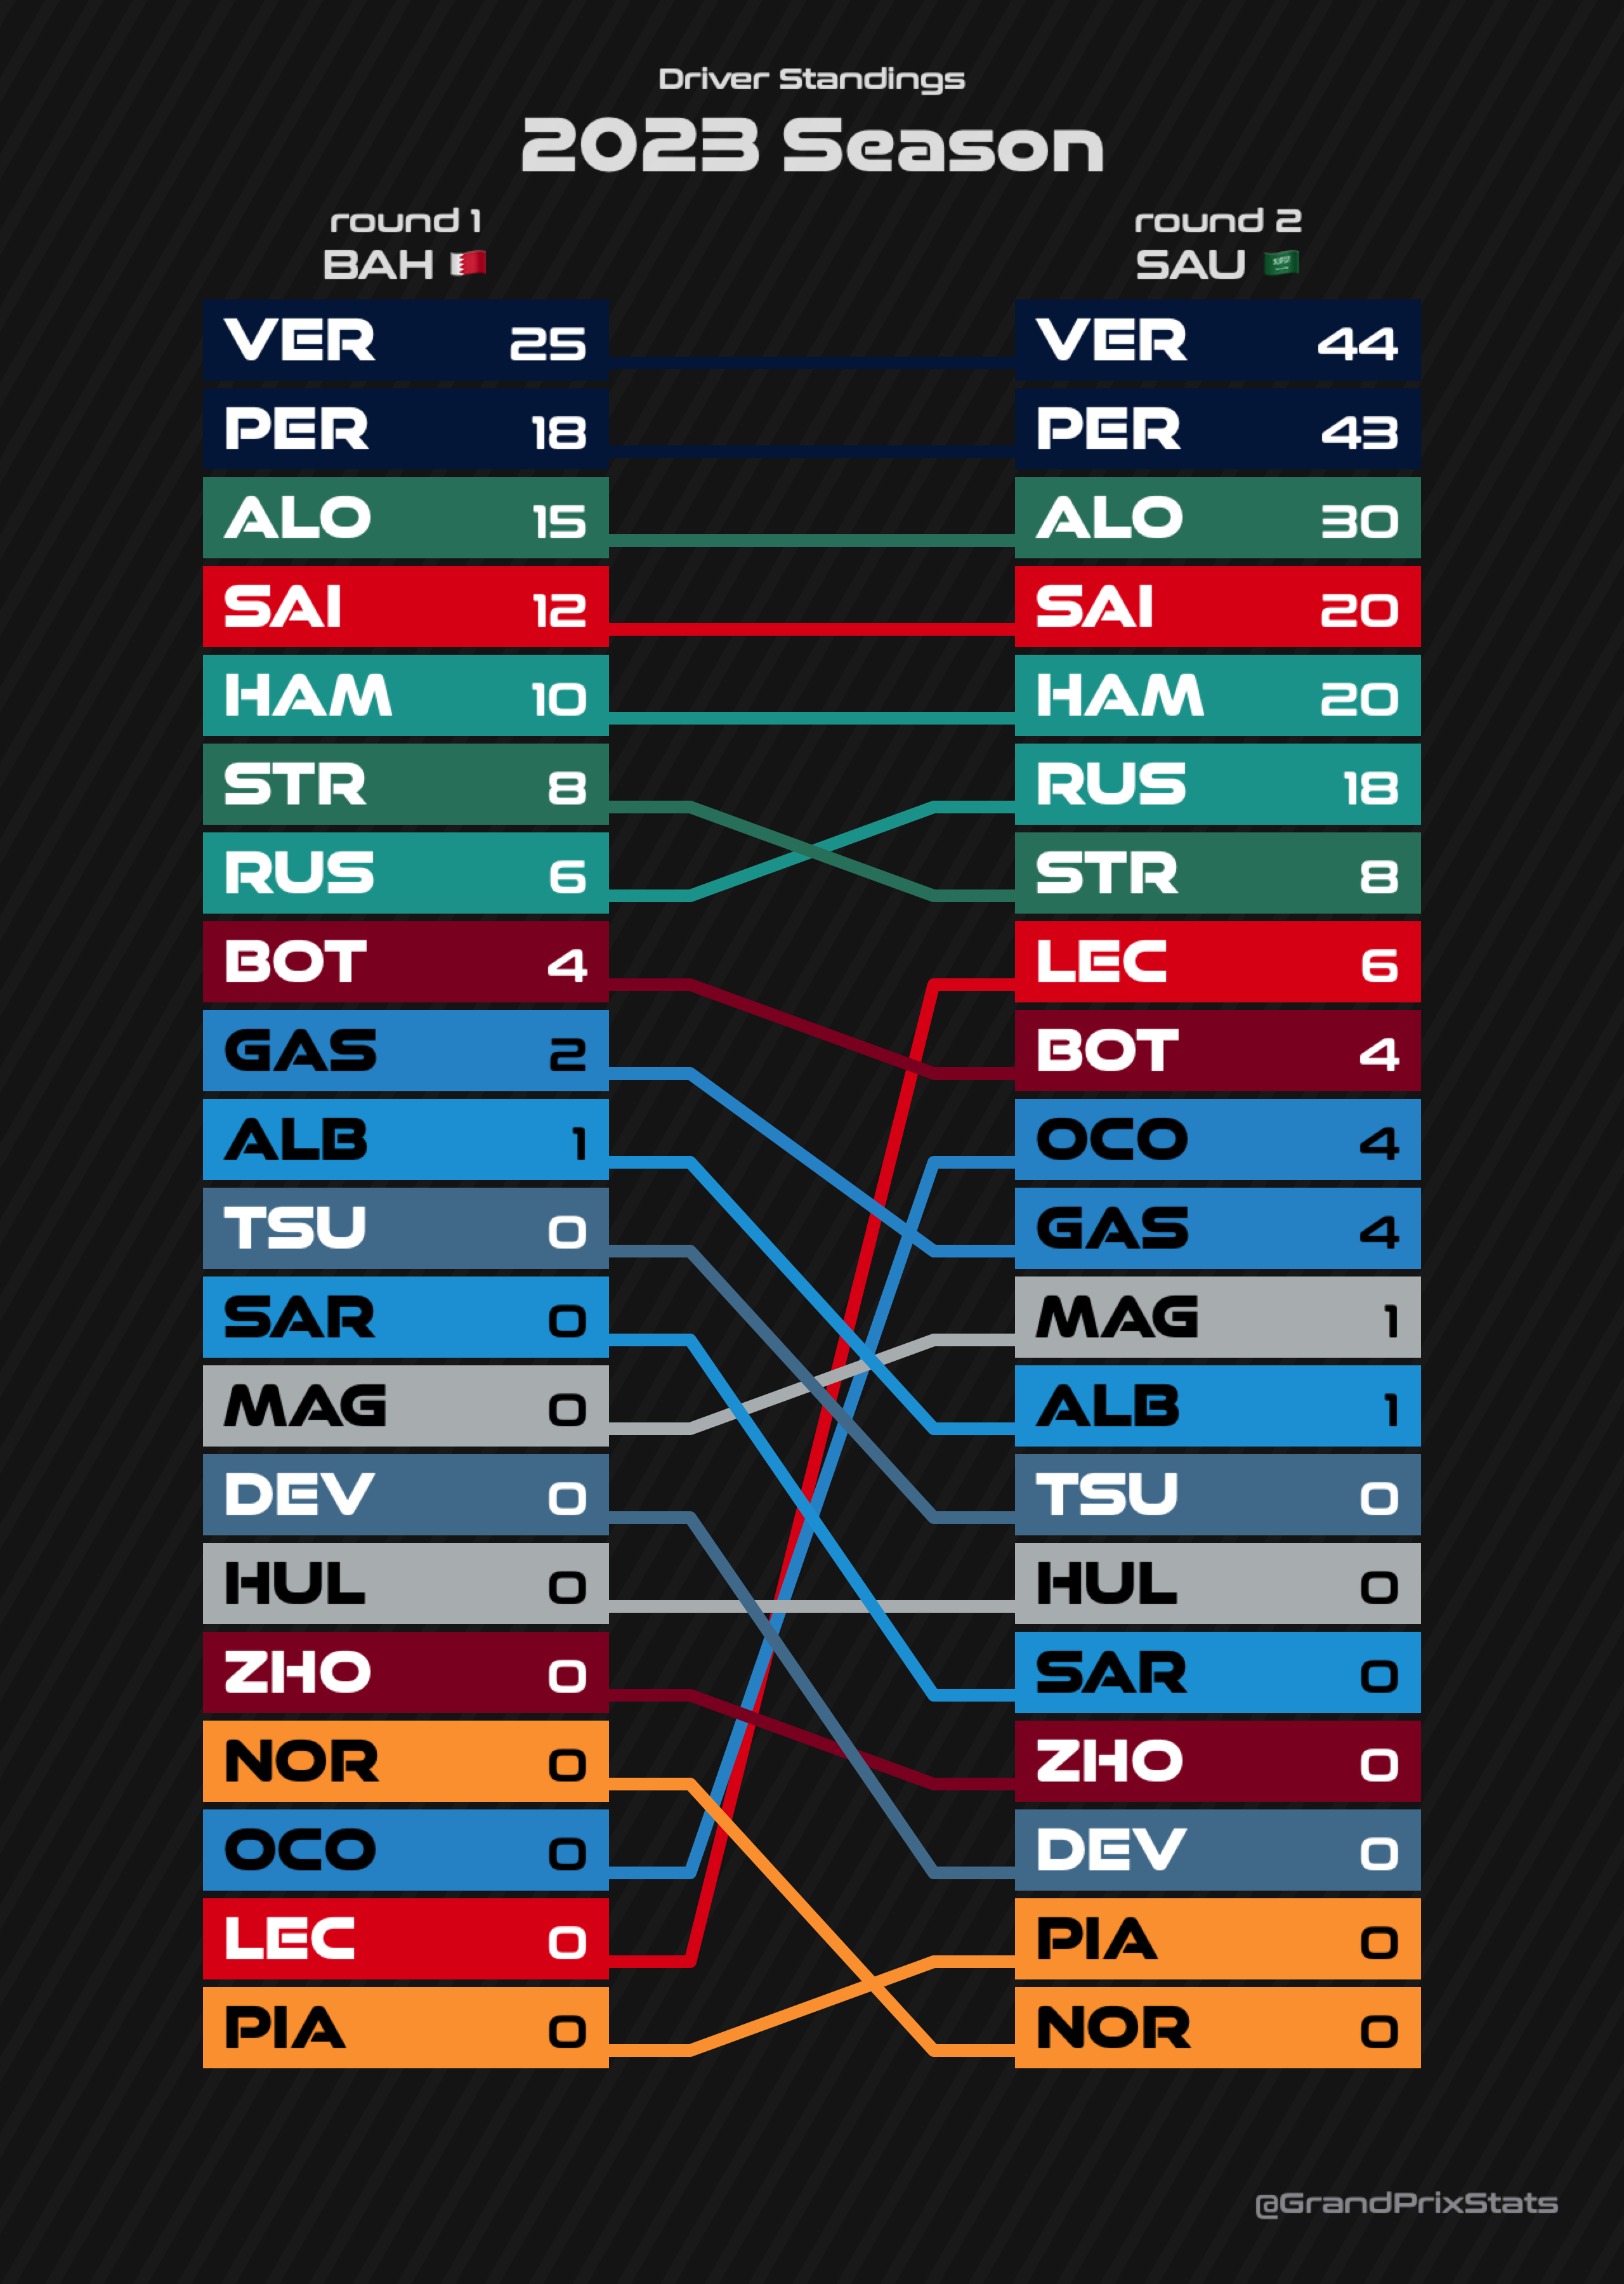 Driver Standings
2023 Season
round 1
BAH
round 2
SAU
VER 25
PER 18
ALO 15
SAI 12
HAM 10
STR 8
RUS 6
BOT 4
GAS 2
ALB 1
TSU 0
SAR 0
MAG 0
DEV 0
HUL 0
ZHO 0
NOR 0
OCO 0
LEC 0
PIA 0
VER 44
PER 43
ALO 30
SAI 20
HAM 20
RUS 18
STR 8
LEC 6
BOT 4
OCO 4
GAS 4
MAG 1
ALB 1
TSU 0
HUL 0
SAR 0
ZHO 0
DEV 0
PIA 0
NOR 0
@GrandPrixStats